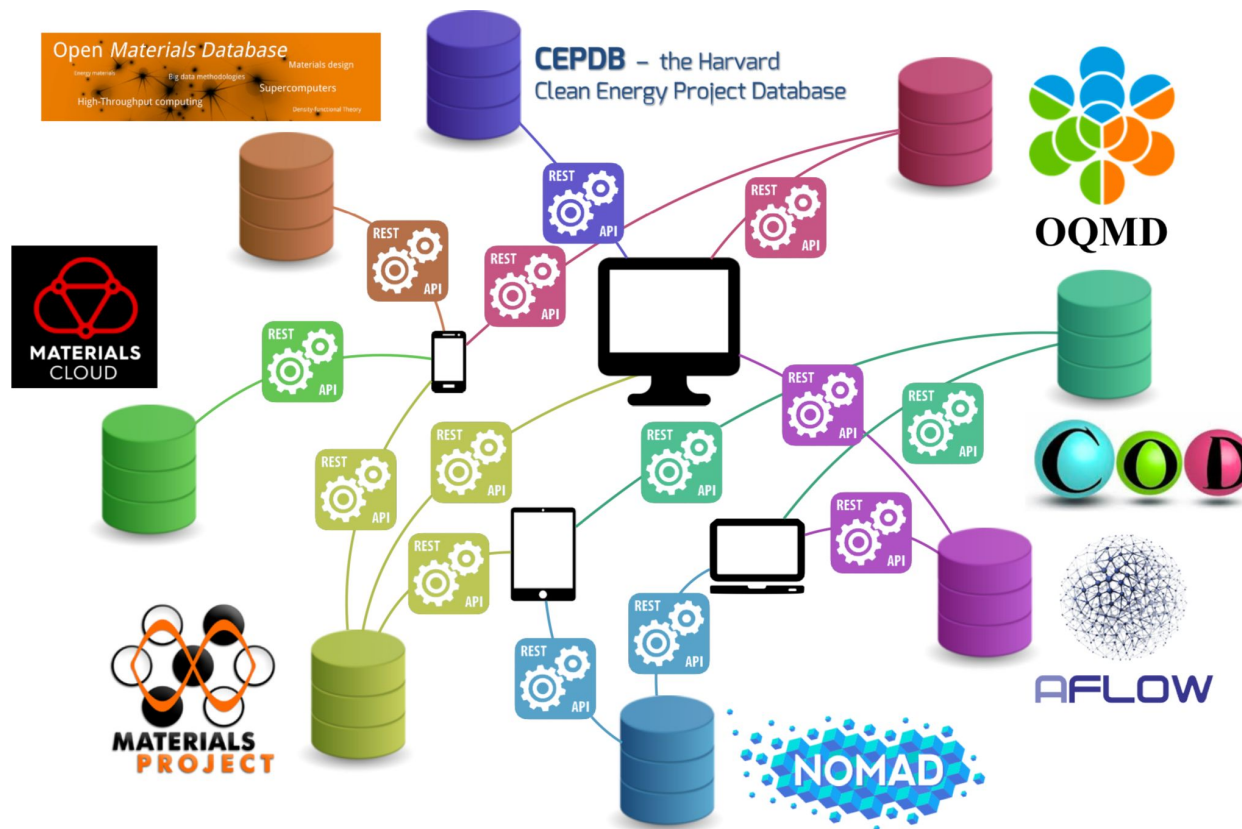 Open Materials Database
Energy materials
Big data methodologies
Materials design
High-Throughput computing
Supercomputers
Density Functional Theory
CEPDB – the Harvard
Clean Energy Project Database
OQMD
REST
API
REST
API
REST
API
REST
API
MATERIALS
CLOUD
REST
API
REST
API
REST
API
REST
API
REST
API
REST
API
COD
REST
API
REST
API
REST
API
REST
API
AFLOW
MATERIALS
PROJECT
NOMAD